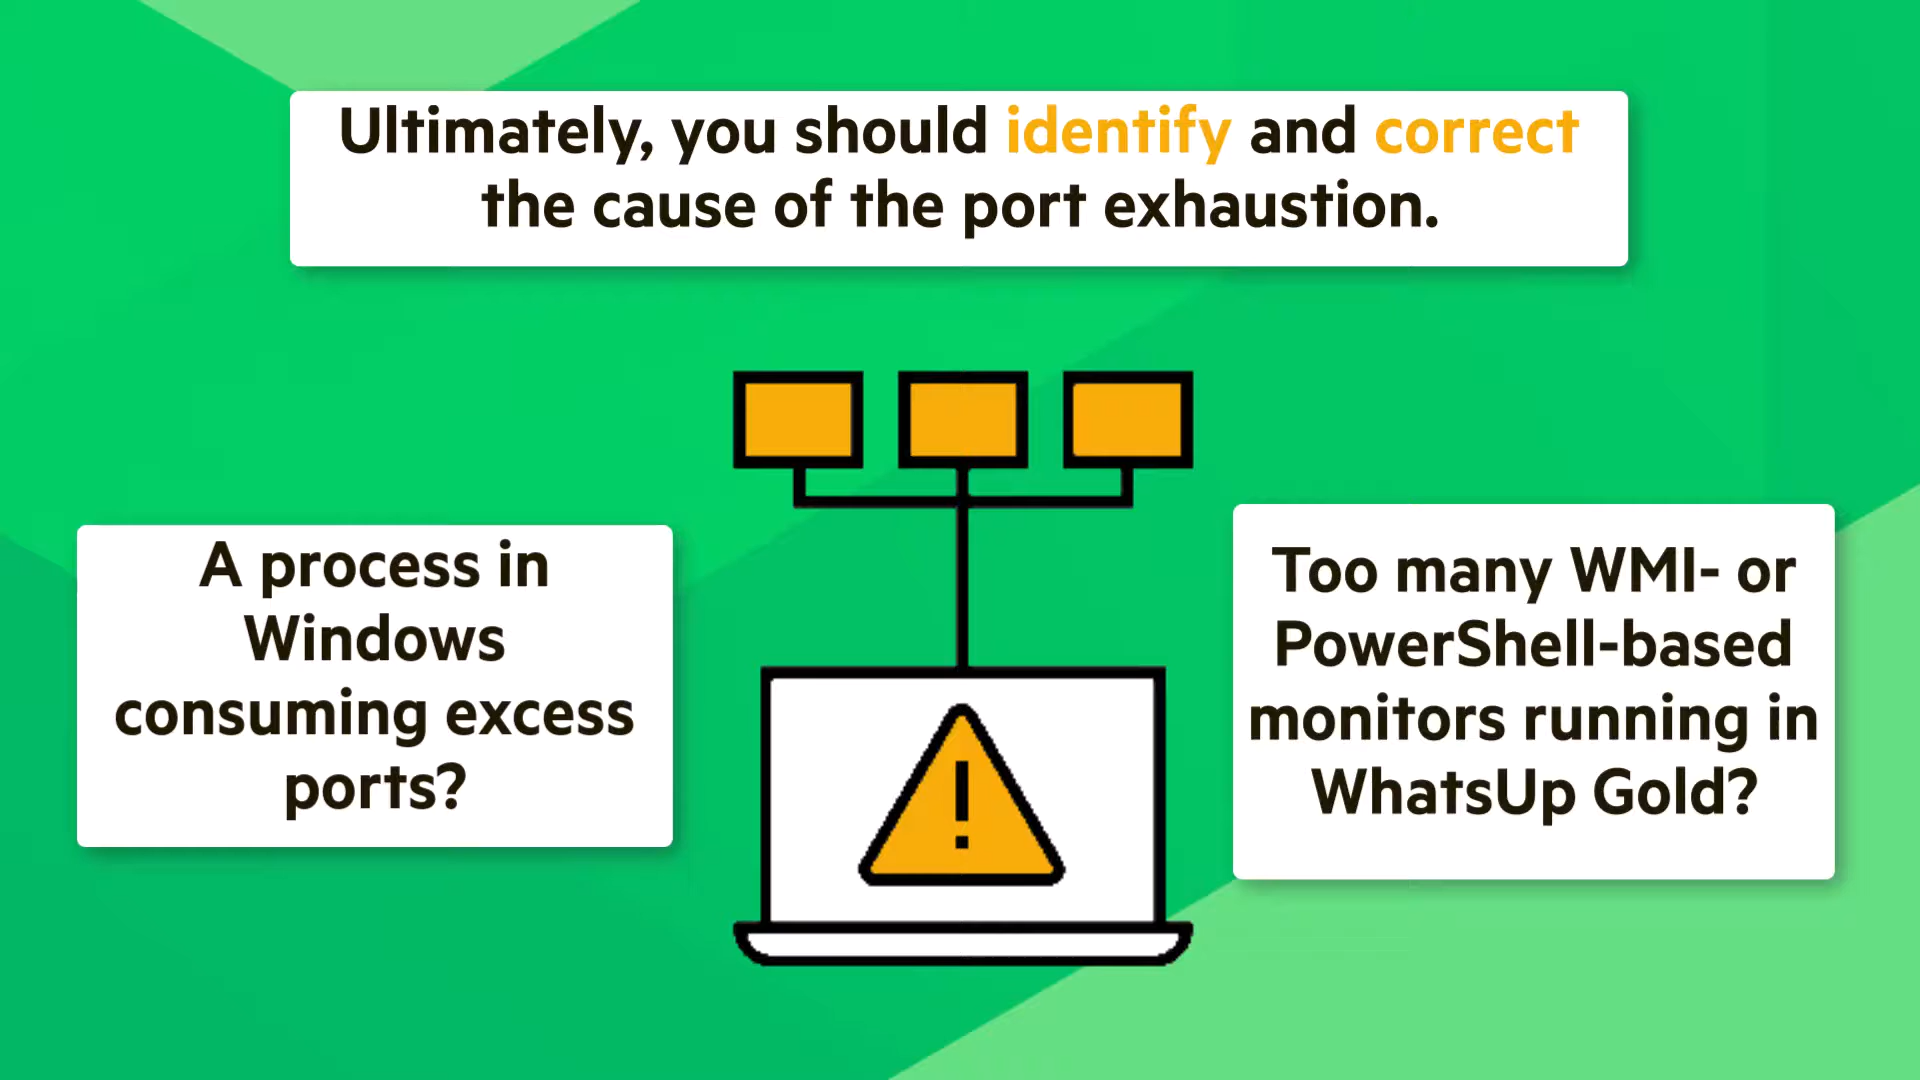 Ultimately, you should identify and correct
the cause of the port exhaustion.
A process in
Windows
consuming excess
ports?
Too many WMI- or
PowerShell-based
monitors running in
WhatsUp Gold?
!